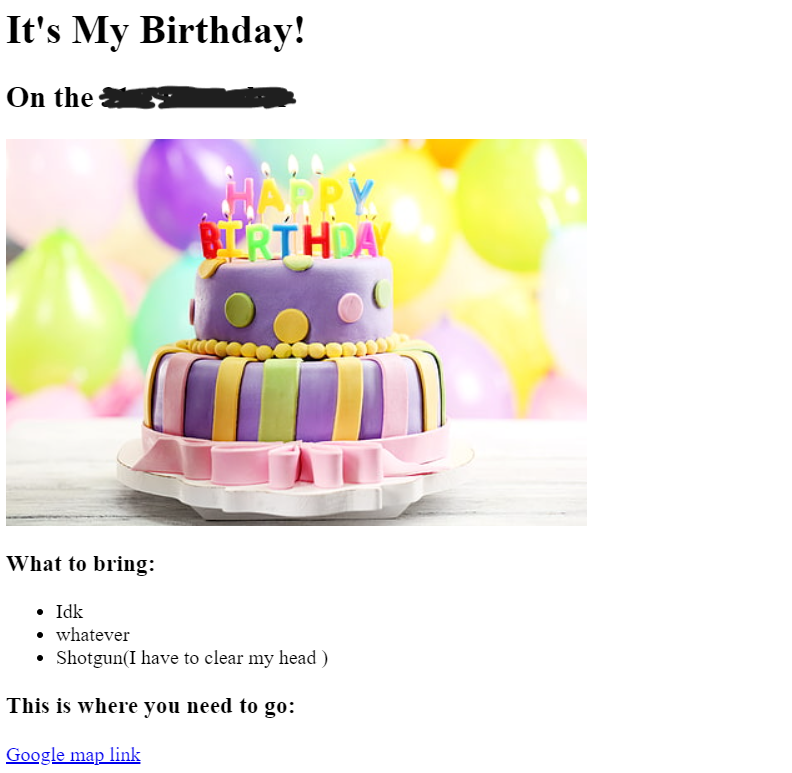 It's My Birthday!
On the
HAPPY
BIRTHDAY
What to bring:
Idk
whatever
Shotgun(I have to clear my head )
This is where you need to go:
Google map link